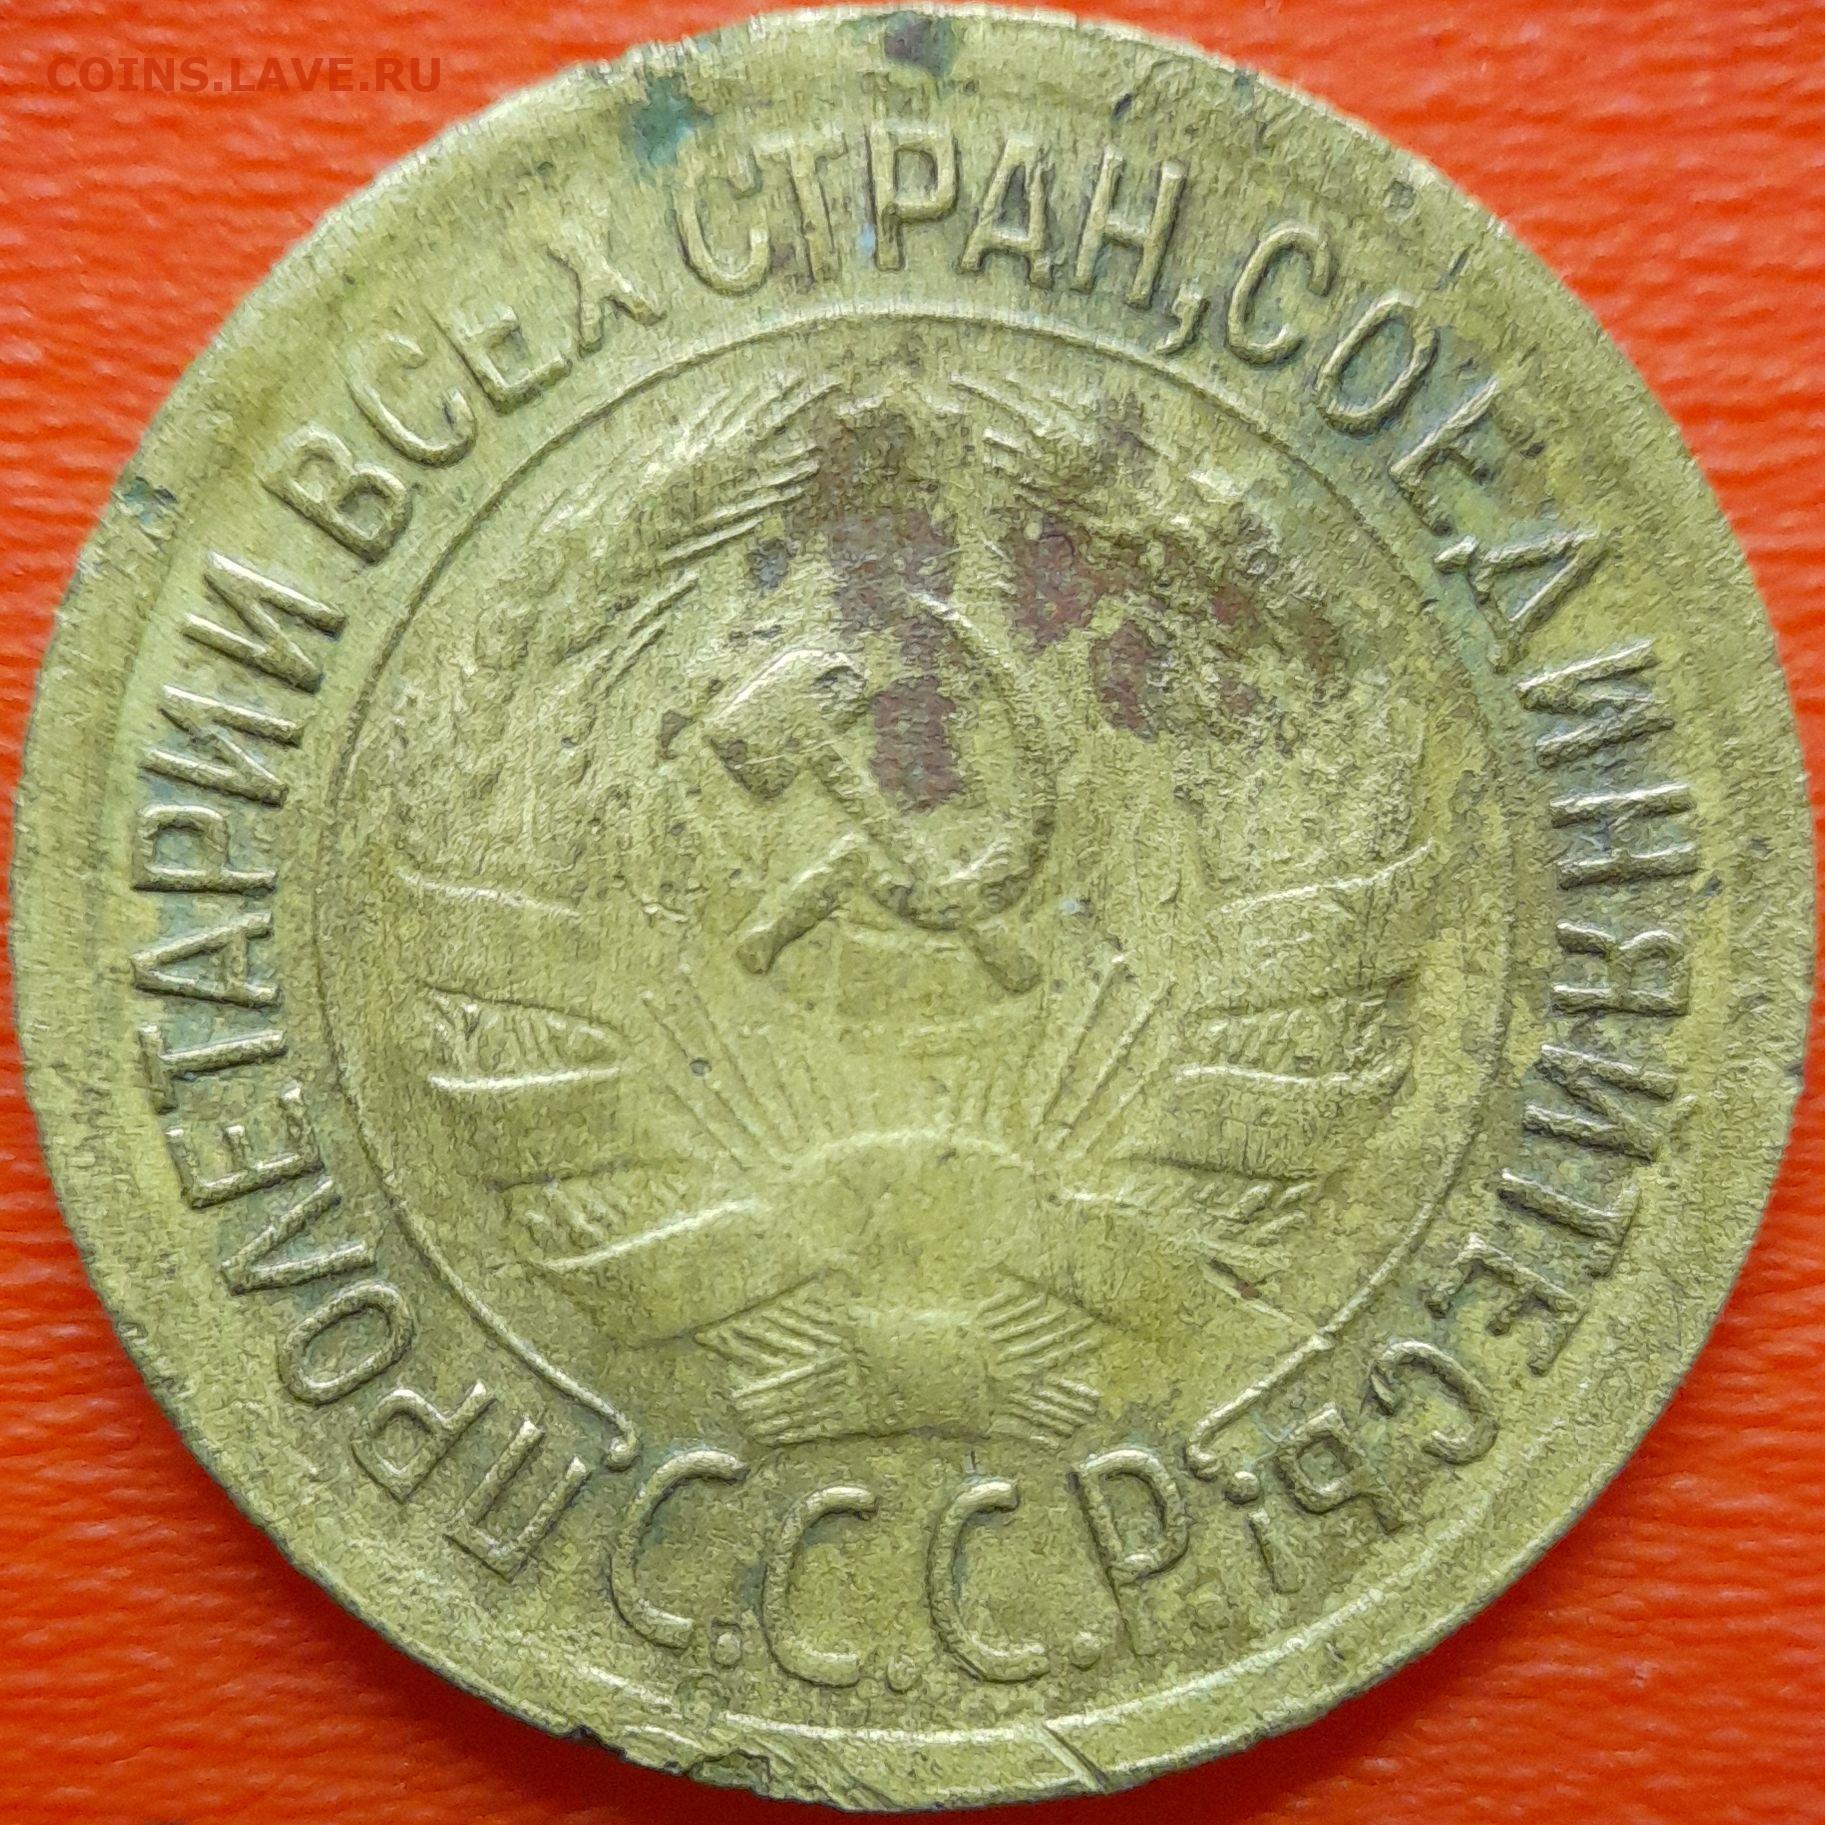 COINS.LAVE.RU
ПРОЛЕТАРИИ ВСЕХ СТРАН, СОЕДИНЯЙТЕСЬ!
С.С.С.Р.